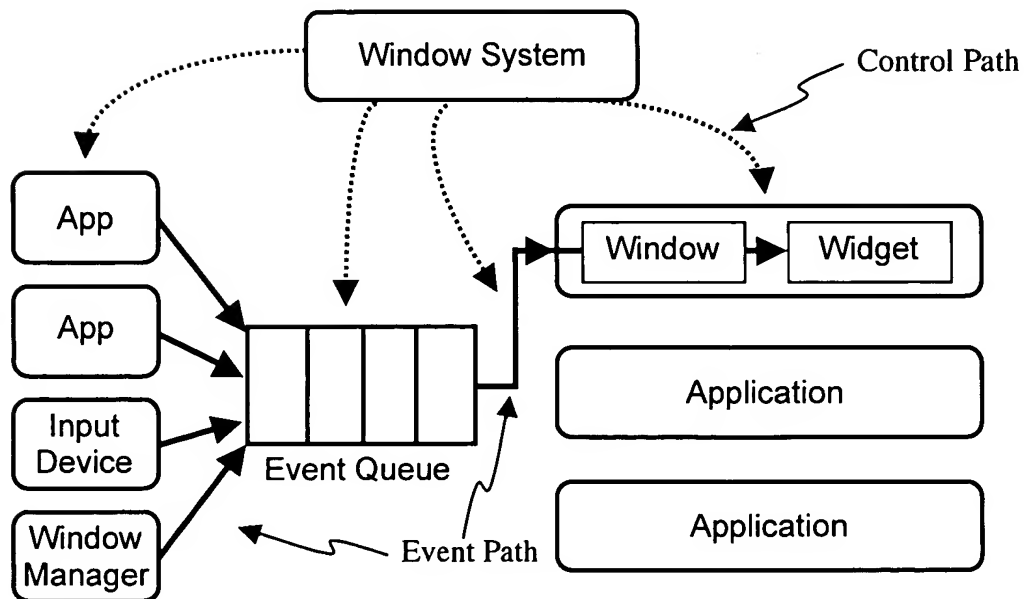 Window System
Control Path
App
Window
Widget
App
Application
Input
Device
Event Queue
Application
Window
Manager
Event Path